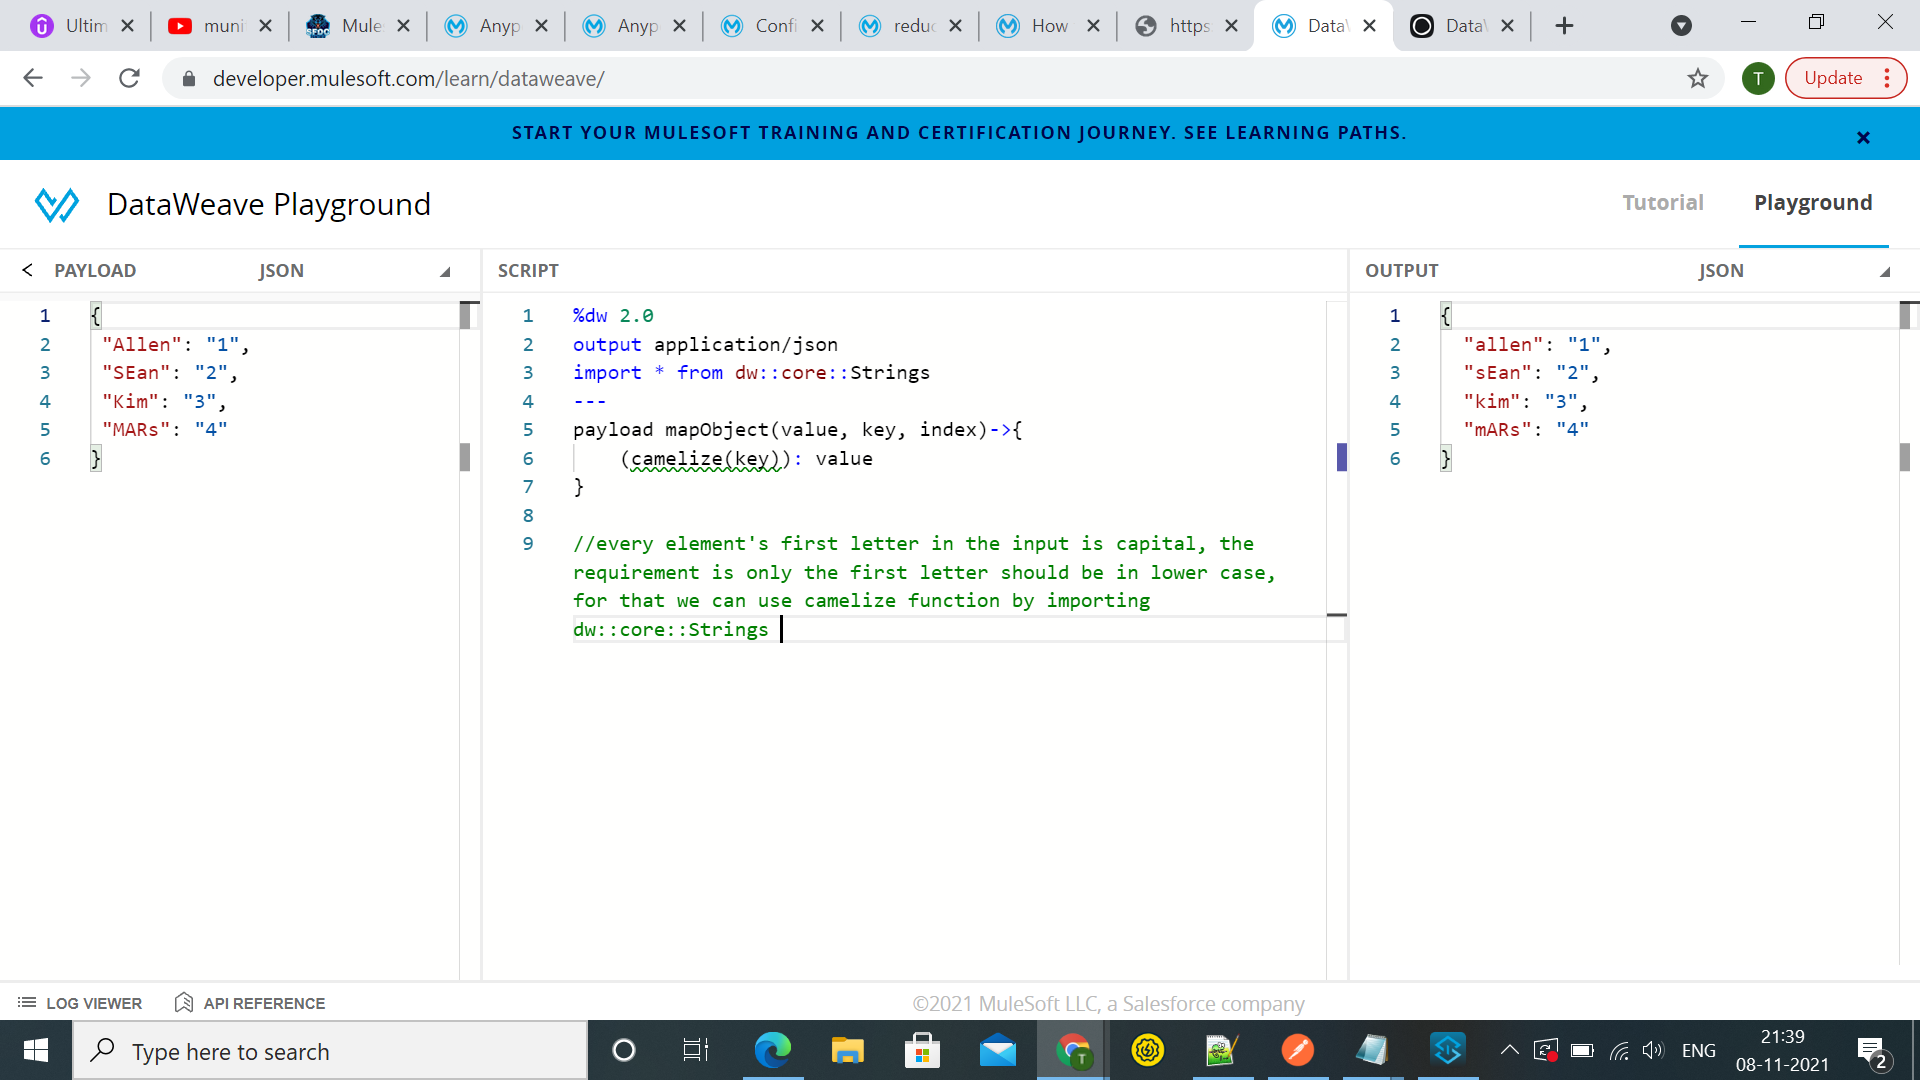 Ultim
muni
Mule
Anyp
Anyp
Confi
reduc
How
https
Data
Data
developer.mulesoft.com/learn/dataweave/
T
Update
START YOUR MULESOFT TRAINING AND CERTIFICATION JOURNEY. SEE LEARNING PATHS.
DataWeave Playground
Tutorial
Playground
PAYLOAD
JSON
1 {
2 "Allen": "1",
3 "SEan": "2",
4 "Kim": "3",
5 "MARs": "4"
6 }
SCRIPT
1 %dw 2.0
2 output application/json
3 import * from dw::core::Strings
4 ---
5 payload mapObject(value, key, index)->{
6 (camelize(key)): value
7 }
8
9 //every element's first letter in the input is capital, the
requirement is only the first letter should be in lower case,
for that we can use camelize function by importing
dw::core::Strings
OUTPUT
JSON
1 {
2 "allen": "1",
3 "sEan": "2",
4 "kim": "3",
5 "mARs": "4"
6 }
LOG VIEWER
API REFERENCE
©2021 MuleSoft LLC, a Salesforce company
Type here to search
T
ENG
21:39
08-11-2021
2